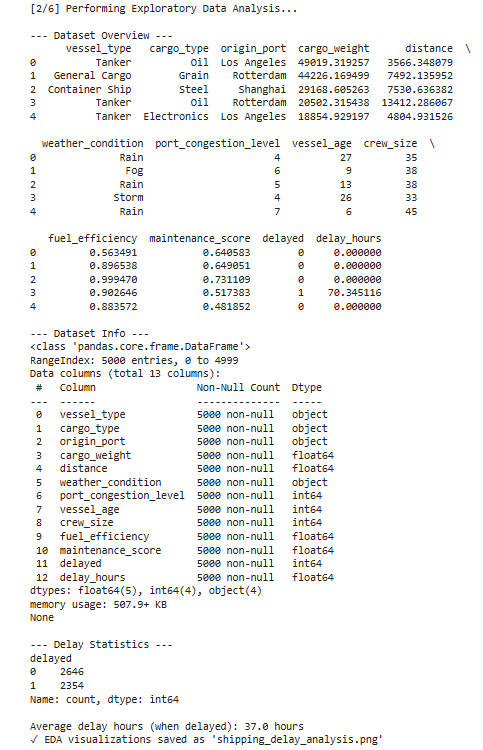 [2/6] Performing Exploratory Data Analysis...
--- Dataset Overview ---
vessel_type cargo_type origin_port cargo_weight distance \
0 Tanker Oil Los Angeles 49019.319257 3566.348079
1 General Cargo Grain Rotterdam 44226.169499 7492.135952
2 Container Ship Steel Shanghai 29168.605263 7530.636382
3 Tanker Oil Rotterdam 20502.315438 13412.286067
4 Tanker Electronics Los Angeles 18854.929197 4804.931526
weather_condition port_congestion_level vessel_age crew_size \
0 Rain 4 27 35
1 Fog 6 9 38
2 Rain 5 13 38
3 Storm 4 26 33
4 Rain 7 6 45
fuel_efficiency maintenance_score delayed delay_hours
0 0.563491 0.640583 0 0.000000
1 0.896538 0.649051 0 0.000000
2 0.999470 0.731109 0 0.000000
3 0.902646 0.517383 1 70.345116
4 0.883572 0.481852 0 0.000000
--- Dataset Info ---
<class 'pandas.core.frame.DataFrame'>
RangeIndex: 5000 entries, 0 to 4999
Data columns (total 13 columns):
# Column Non-Null Count Dtype
--- ------ -------------- -----
0 vessel_type 5000 non-null object
1 cargo_type 5000 non-null object
2 origin_port 5000 non-null object
3 cargo_weight 5000 non-null float64
4 distance 5000 non-null float64
5 weather_condition 5000 non-null object
6 port_congestion_level 5000 non-null int64
7 vessel_age 5000 non-null int64
8 crew_size 5000 non-null int64
9 fuel_efficiency 5000 non-null float64
10 maintenance_score 5000 non-null float64
11 delayed 5000 non-null int64
12 delay_hours 5000 non-null float64
dtypes: float64(5), int64(4), object(4)
memory usage: 507.9+ KB
None
--- Delay Statistics ---
delayed
0 2646
1 2354
Name: count, dtype: int64
Average delay hours (when delayed): 37.0 hours
✓ EDA visualizations saved as 'shipping_delay_analysis.png'